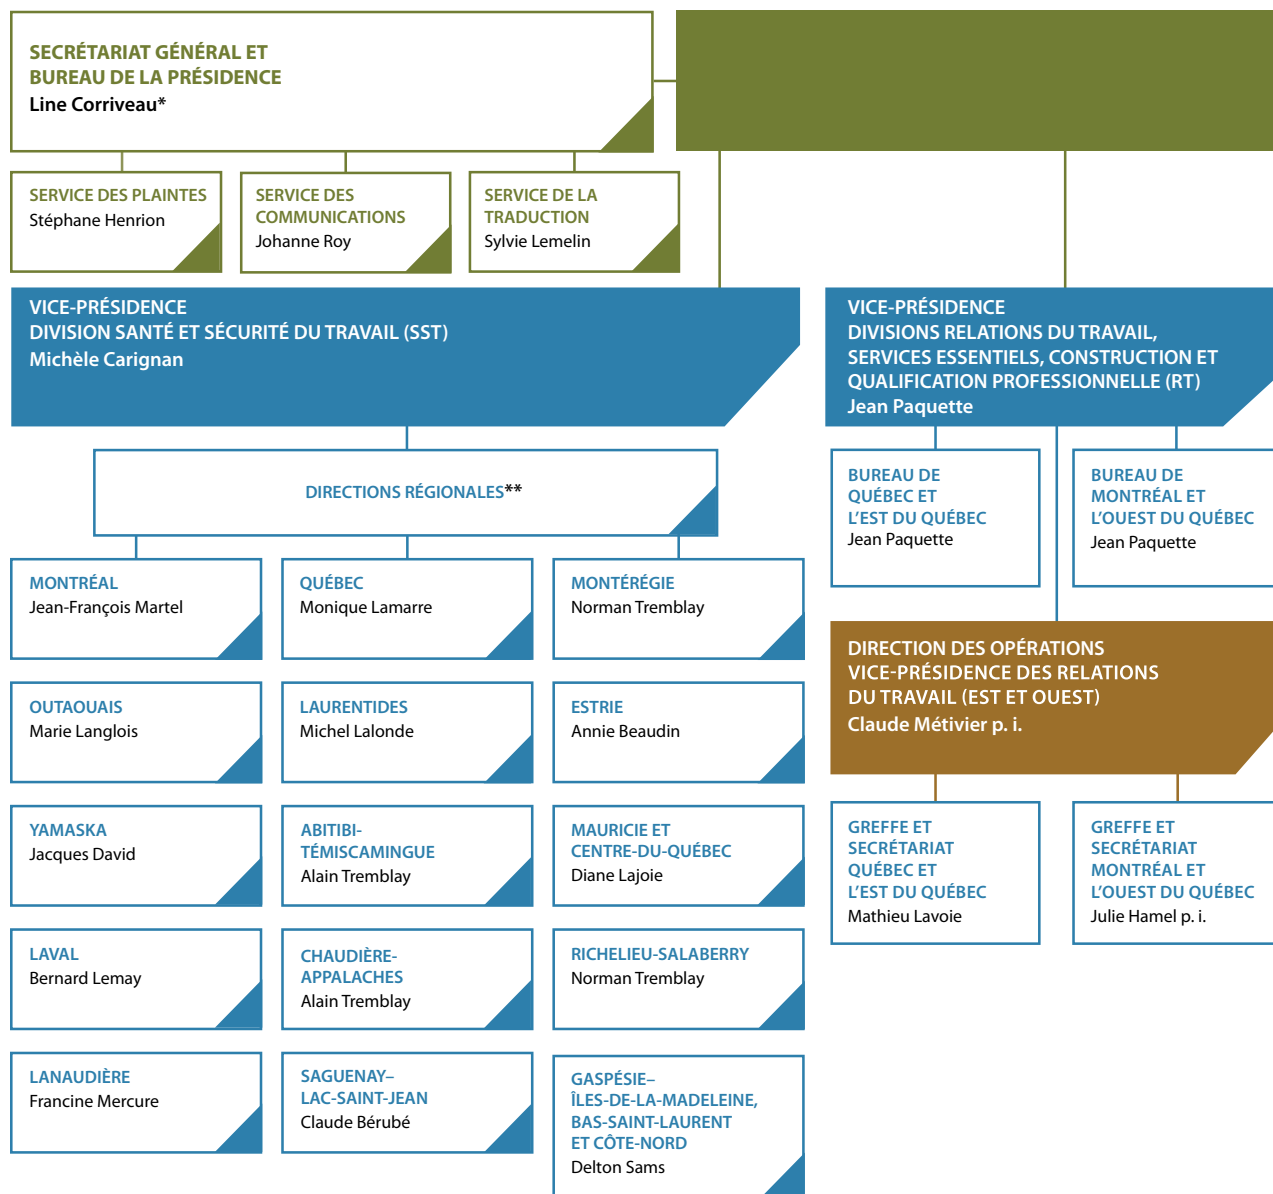 SECRÉTARIAT GÉNÉRAL ET
BUREAU DE LA PRÉSIDENCE
Line Corriveau*
SERVICE DES PLAINTES
Stéphane Henrion
SERVICE DES
COMMUNICATIONS
Johanne Roy
SERVICE DE LA
TRADUCTION
Sylvie Lemelin
VICE-PRÉSIDENCE
DIVISION SANTÉ ET SÉCURITÉ DU TRAVAIL (SST)
Michèle Carignan
VICE-PRÉSIDENCE
DIVISIONS RELATIONS DU TRAVAIL,
SERVICES ESSENTIELS, CONSTRUCTION ET
QUALIFICATION PROFESSIONNELLE (RT)
Jean Paquette
DIRECTIONS RÉGIONALES**
BUREAU DE
QUÉBEC ET
L'EST DU QUÉBEC
Jean Paquette
BUREAU DE
MONTRÉAL ET
L'OUEST DU QUÉBEC
Jean Paquette
MONTRÉAL
Jean-François Martel
QUÉBEC
Monique Lamarre
MONTÉRÉGIE
Norman Tremblay
DIRECTION DES OPÉRATIONS
VICE-PRÉSIDENCE DES RELATIONS
DU TRAVAIL (EST ET OUEST)
Claude Métivier p. i.
OUTAOUAIS
Marie Langlois
LAURENTIDES
Michel Lalonde
ESTRIE
Annie Beaudin
YAMASKA
Jacques David
ABITIBI-
TÉMISCAMINGUE
Alain Tremblay
MAURICIE ET
CENTRE-DU-QUÉBEC
Diane Lajoie
GREFFE ET
SECRÉTARIAT
QUÉBEC ET
L'EST DU QUÉBEC
Mathieu Lavoie
GREFFE ET
SECRÉTARIAT
MONTRÉAL ET
L'OUEST DU QUÉBEC
Julie Hamel p. i.
LAVAL
Bernard Lemay
CHAUDIÈRE-
APPALACHES
Alain Tremblay
RICHELIEU-SALABERRY
Norman Tremblay
LANAUDIÈRE
Francine Mercure
SAGUENAY–
LAC-SAINT-JEAN
Claude Bérubé
GASPÉSIE–
ÎLES-DE-LA-MADELEINE,
BAS-SAINT-LAURENT
ET CÔTE-NORD
Delton Sams